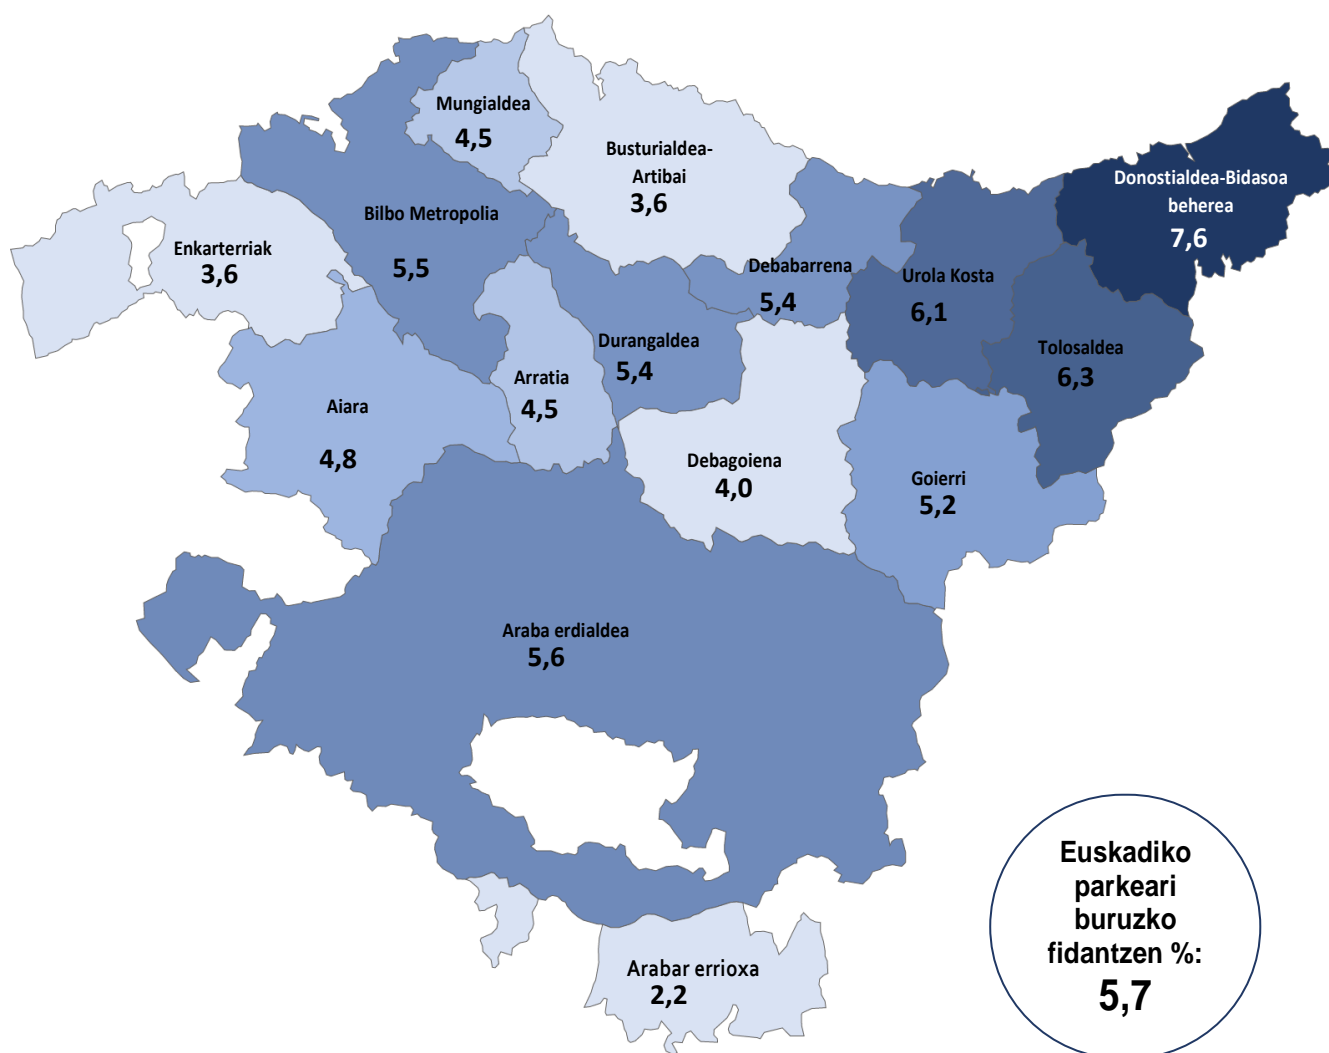 Mungialdea
4,5
Busturialdea-
Artibai
3,6
Donostialdea-Bidasoa
beherea
7,6
Bilbo Metropolia
5,5
Enkarterriak
3,6
Debabarrena
5,4
Urola Kosta
6,1
Durangaldea
5,4
Tolosaldea
6,3
Arratia
4,5
Aiara
4,8
Debagoiena
4,0
Goierri
5,2
Araba erdialdea
5,6
Arabar errioxa
2,2
Euskadiko
parkeari
buruzko
fidantzen %:
5,7